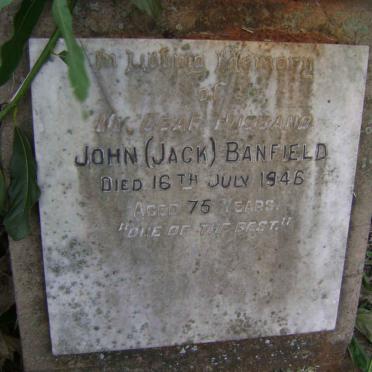 In Loving Memory
of
MY DEAR HUSBAND
JOHN (JACK) BANFIELD
DIED 16TH JULY 1946
AGED 75 YEARS.
"ONE OF THE BEST."